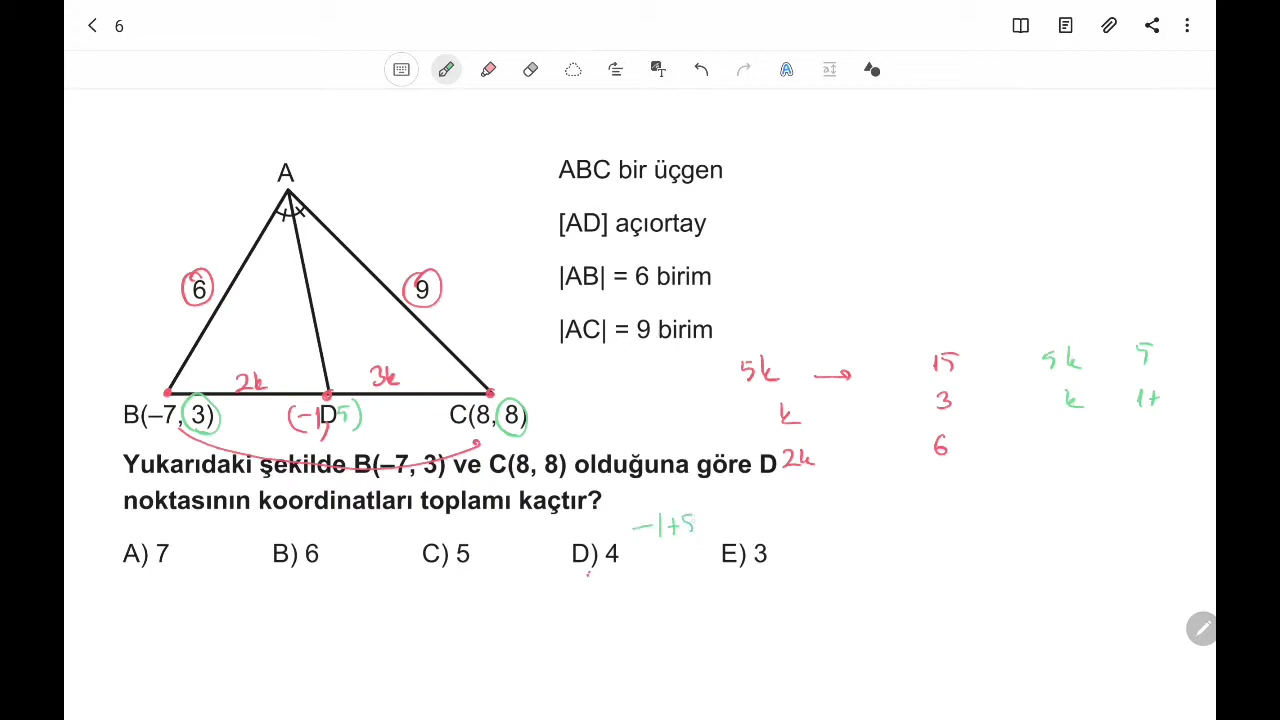 6
A
ABC bir üçgen
[AD] açıortay
6
9
|AB| = 6 birim
|AC| = 9 birim
5k → 15 5k 5
2k 3k
k 3 k 1+
B(–7, 3) (–1, D 5) C(8, 8)
2k 6
Yukarıdaki şekilde B(–7, 3) ve C(8, 8) olduğuna göre D
noktasının koordinatları toplamı kaçtır?
–1+5
A) 7 B) 6 C) 5 D) 4 E) 3